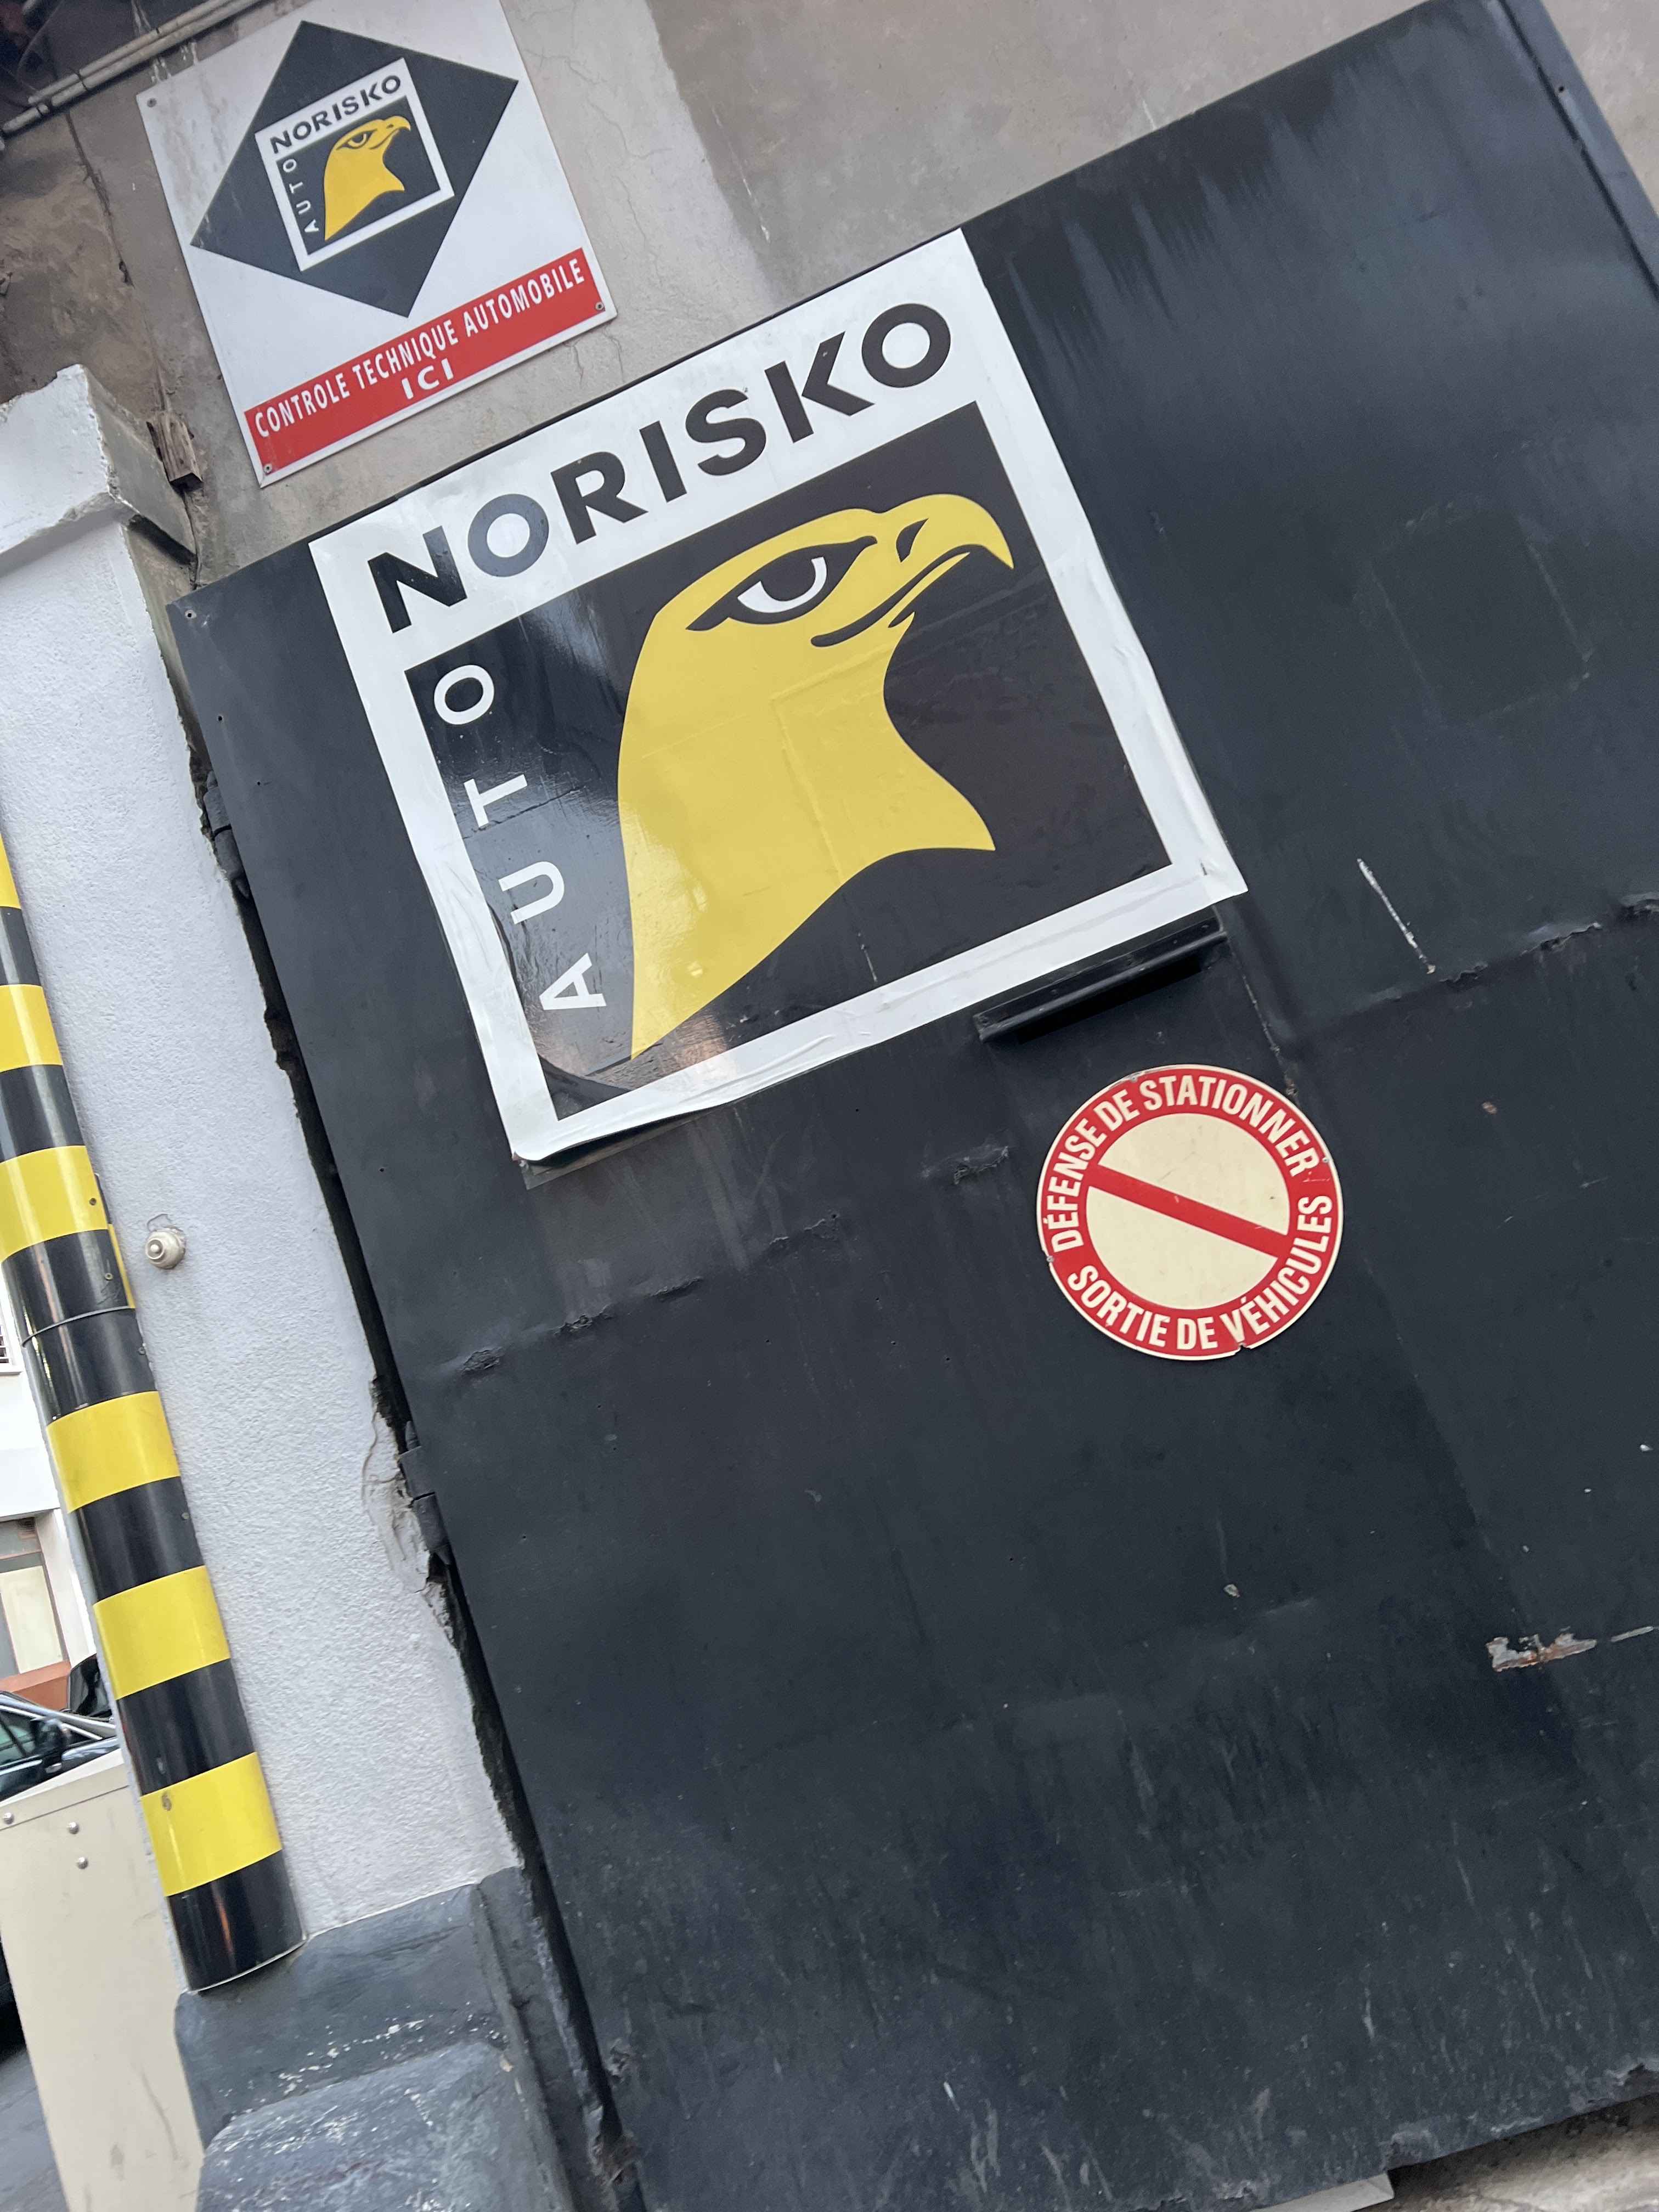 NORISKO
AUTO
CONTROLE TECHNIQUE AUTOMOBILE
ICI
NORISKO
AUTO
DÉFENSE DE STATIONNER
SORTIE DE VÉHICULES